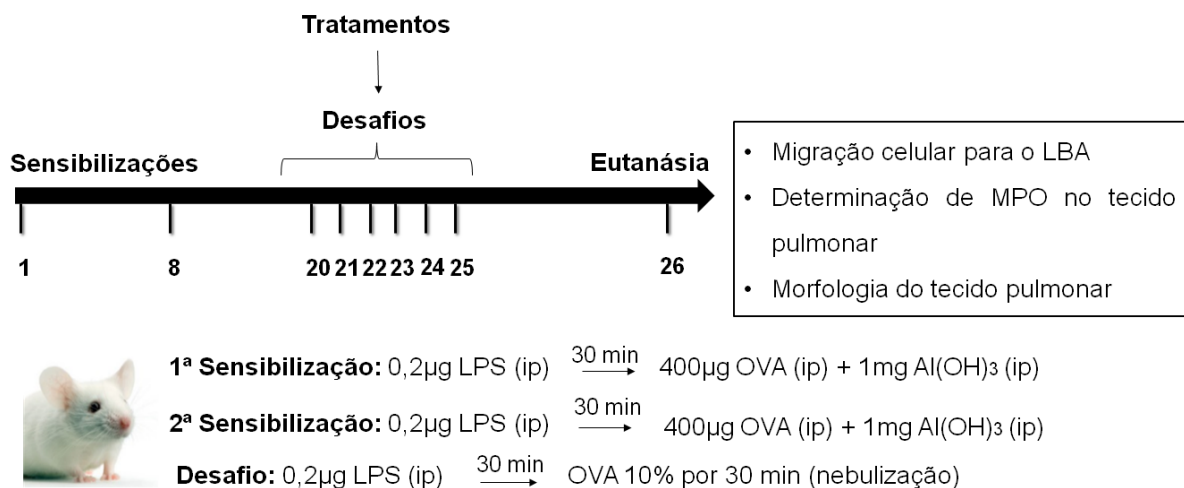 Tratamentos
Desafios
Sensibilizações
Eutanásia
1 8 20 21 22 23 24 25 26
• Migração celular para o LBA
• Determinação de MPO no tecido
pulmonar
• Morfologia do tecido pulmonar
1ª Sensibilização: 0,2µg LPS (ip) 30 min 400µg OVA (ip) + 1mg Al(OH)3 (ip)
2ª Sensibilização: 0,2µg LPS (ip) 30 min 400µg OVA (ip) + 1mg Al(OH)3 (ip)
Desafio: 0,2µg LPS (ip) 30 min OVA 10% por 30 min (nebulização)